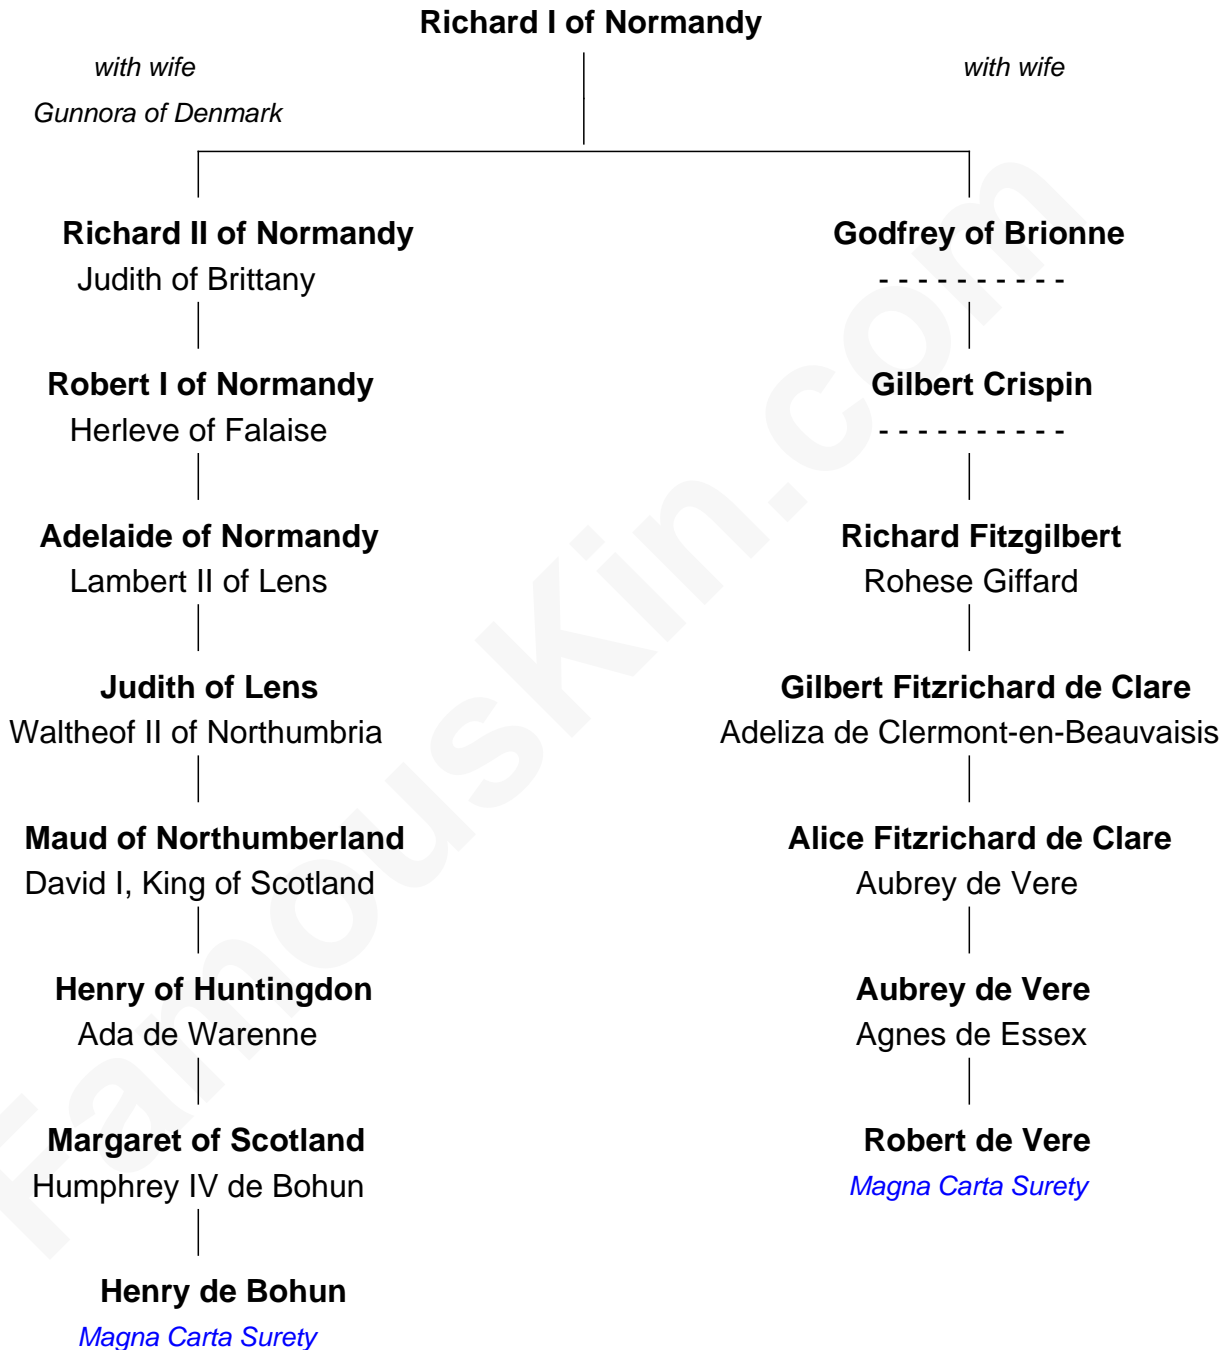 Richard I of Normandy
with wife
Gunnora of Denmark
with wife
Richard II of Normandy
Judith of Brittany
Godfrey of Brionne
- - - - - - - - - -
Robert I of Normandy
Herleve of Falaise
Gilbert Crispin
- - - - - - - - - -
Adelaide of Normandy
Lambert II of Lens
Richard Fitzgilbert
Rohese Giffard
Judith of Lens
Waltheof II of Northumbria
Gilbert Fitzrichard de Clare
Adeliza de Clermont-en-Beauvaisis
Maud of Northumberland
David I, King of Scotland
Alice Fitzrichard de Clare
Aubrey de Vere
Henry of Huntingdon
Ada de Warenne
Aubrey de Vere
Agnes de Essex
Margaret of Scotland
Humphrey IV de Bohun
Robert de Vere
Magna Carta Surety
Henry de Bohun
Magna Carta Surety
FamousKin.com